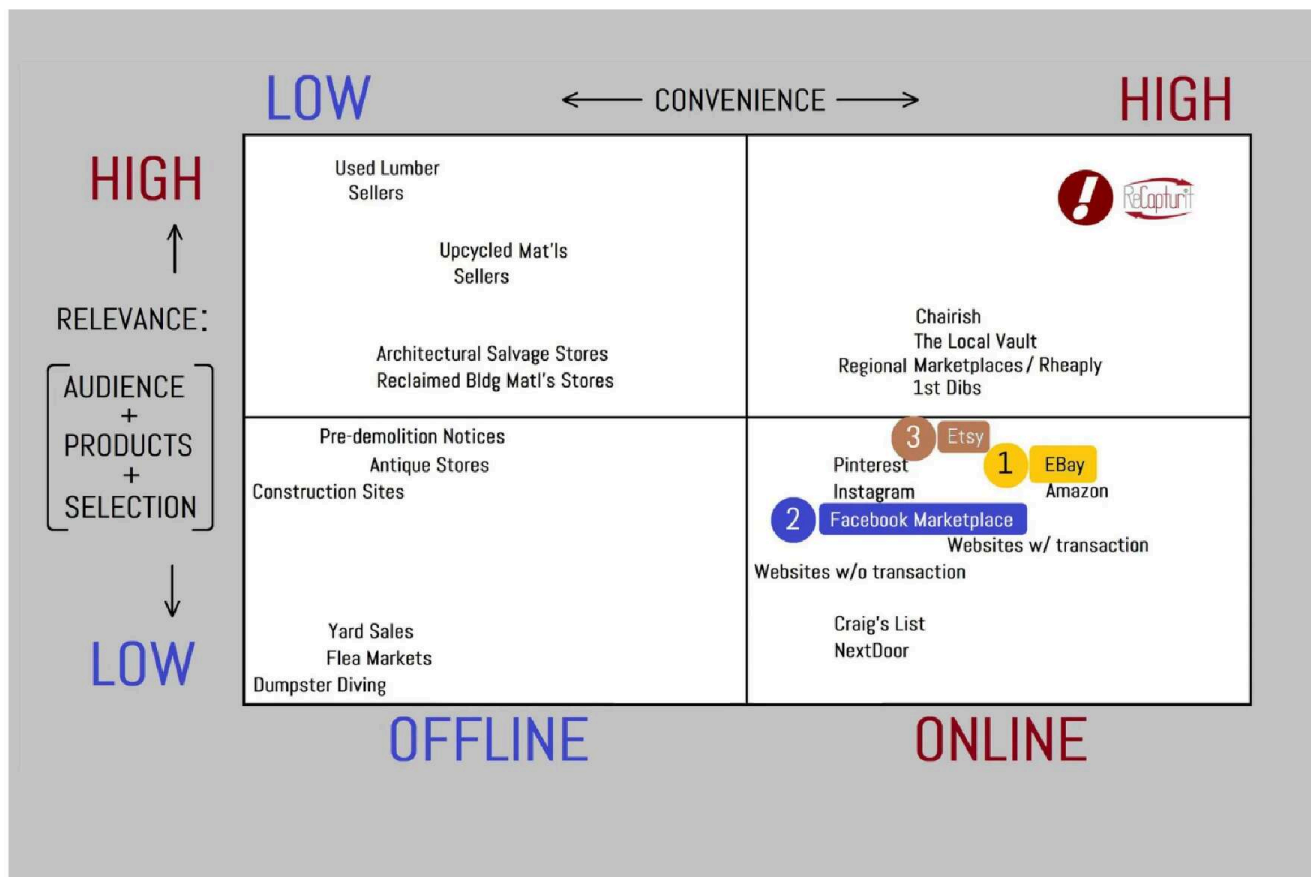 LOW
← CONVENIENCE →
HIGH
HIGH
RELEVANCE:
AUDIENCE
+
PRODUCTS
+
SELECTION
LOW
Used Lumber
Sellers
Upcycled Mat'ls
Sellers
Architectural Salvage Stores
Reclaimed Bldg Matl's Stores
!
ReCapturit
Chairish
The Local Vault
Regional Marketplaces / Rheaply
1st Dibs
Pre-demolition Notices
Antique Stores
Construction Sites
Yard Sales
Flea Markets
Dumpster Diving
3 Etsy
Pinterest
1 EBay
Instagram
Amazon
2 Facebook Marketplace
Websites w/ transaction
Websites w/o transaction
Craig's List
NextDoor
OFFLINE
ONLINE